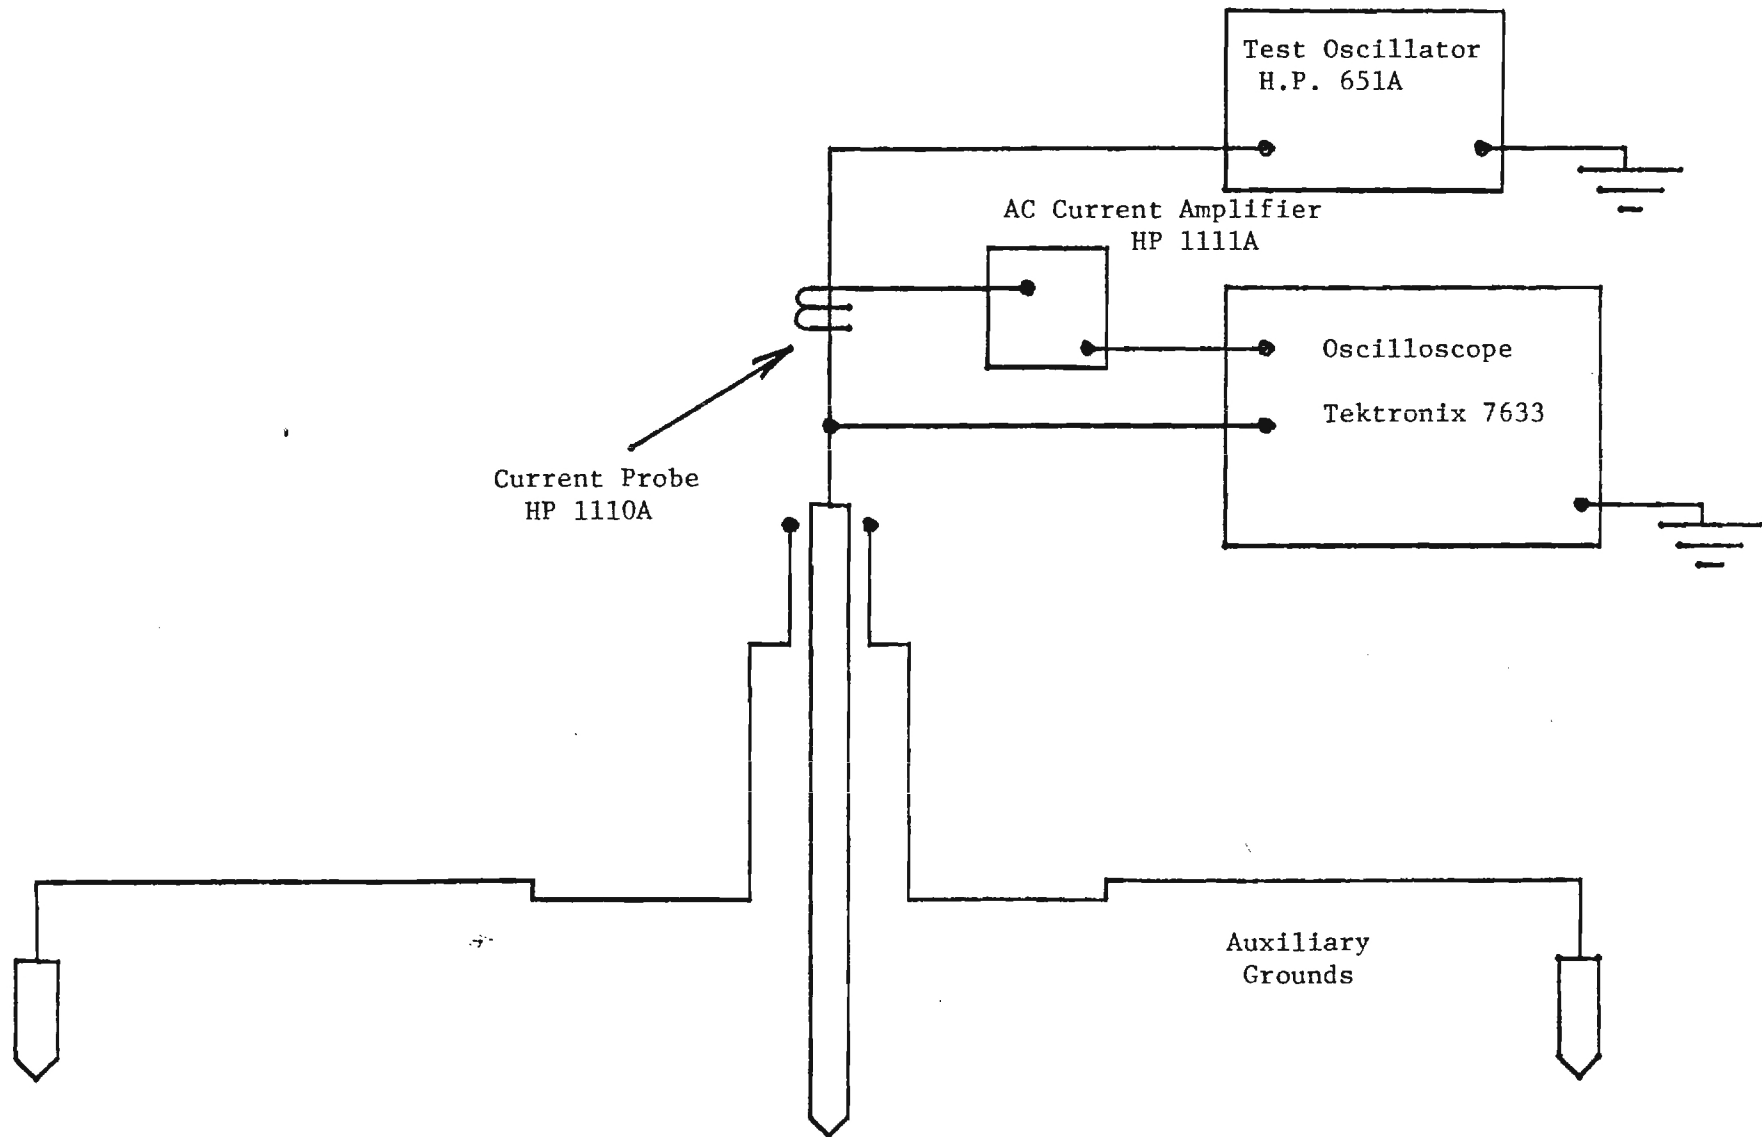 Test Oscillator
H.P. 651A
AC Current Amplifier
HP 1111A
Oscilloscope
Tektronix 7633
Current Probe
HP 1110A
Auxiliary
Grounds